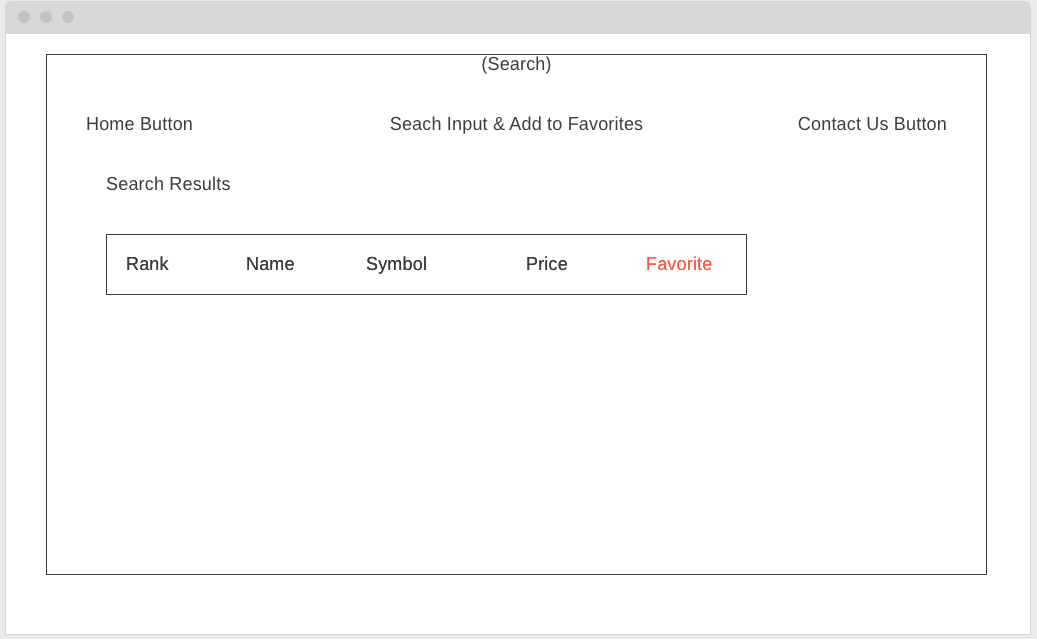 (Search)
Home Button Seach Input & Add to Favorites Contact Us Button
Search Results
Rank Name Symbol Price Favorite